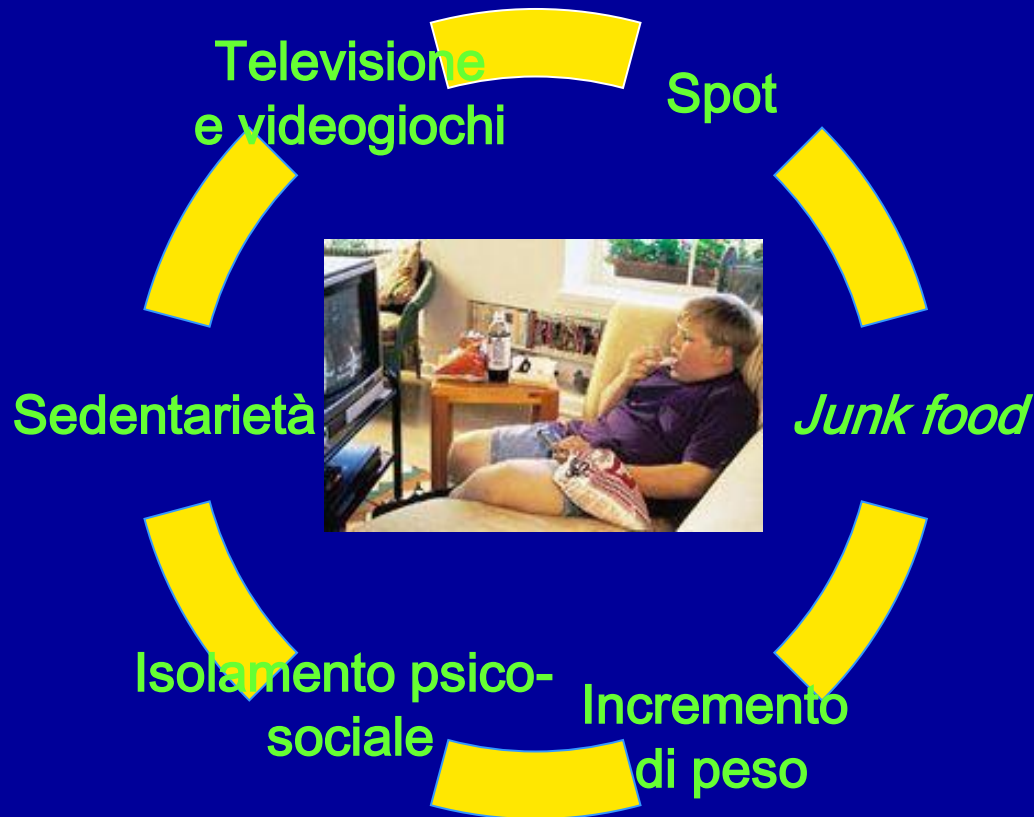 Televisione
e videogiochi
Spot
Sedentarietà
Junk food
Isolamento psico-
sociale
Incremento
di peso